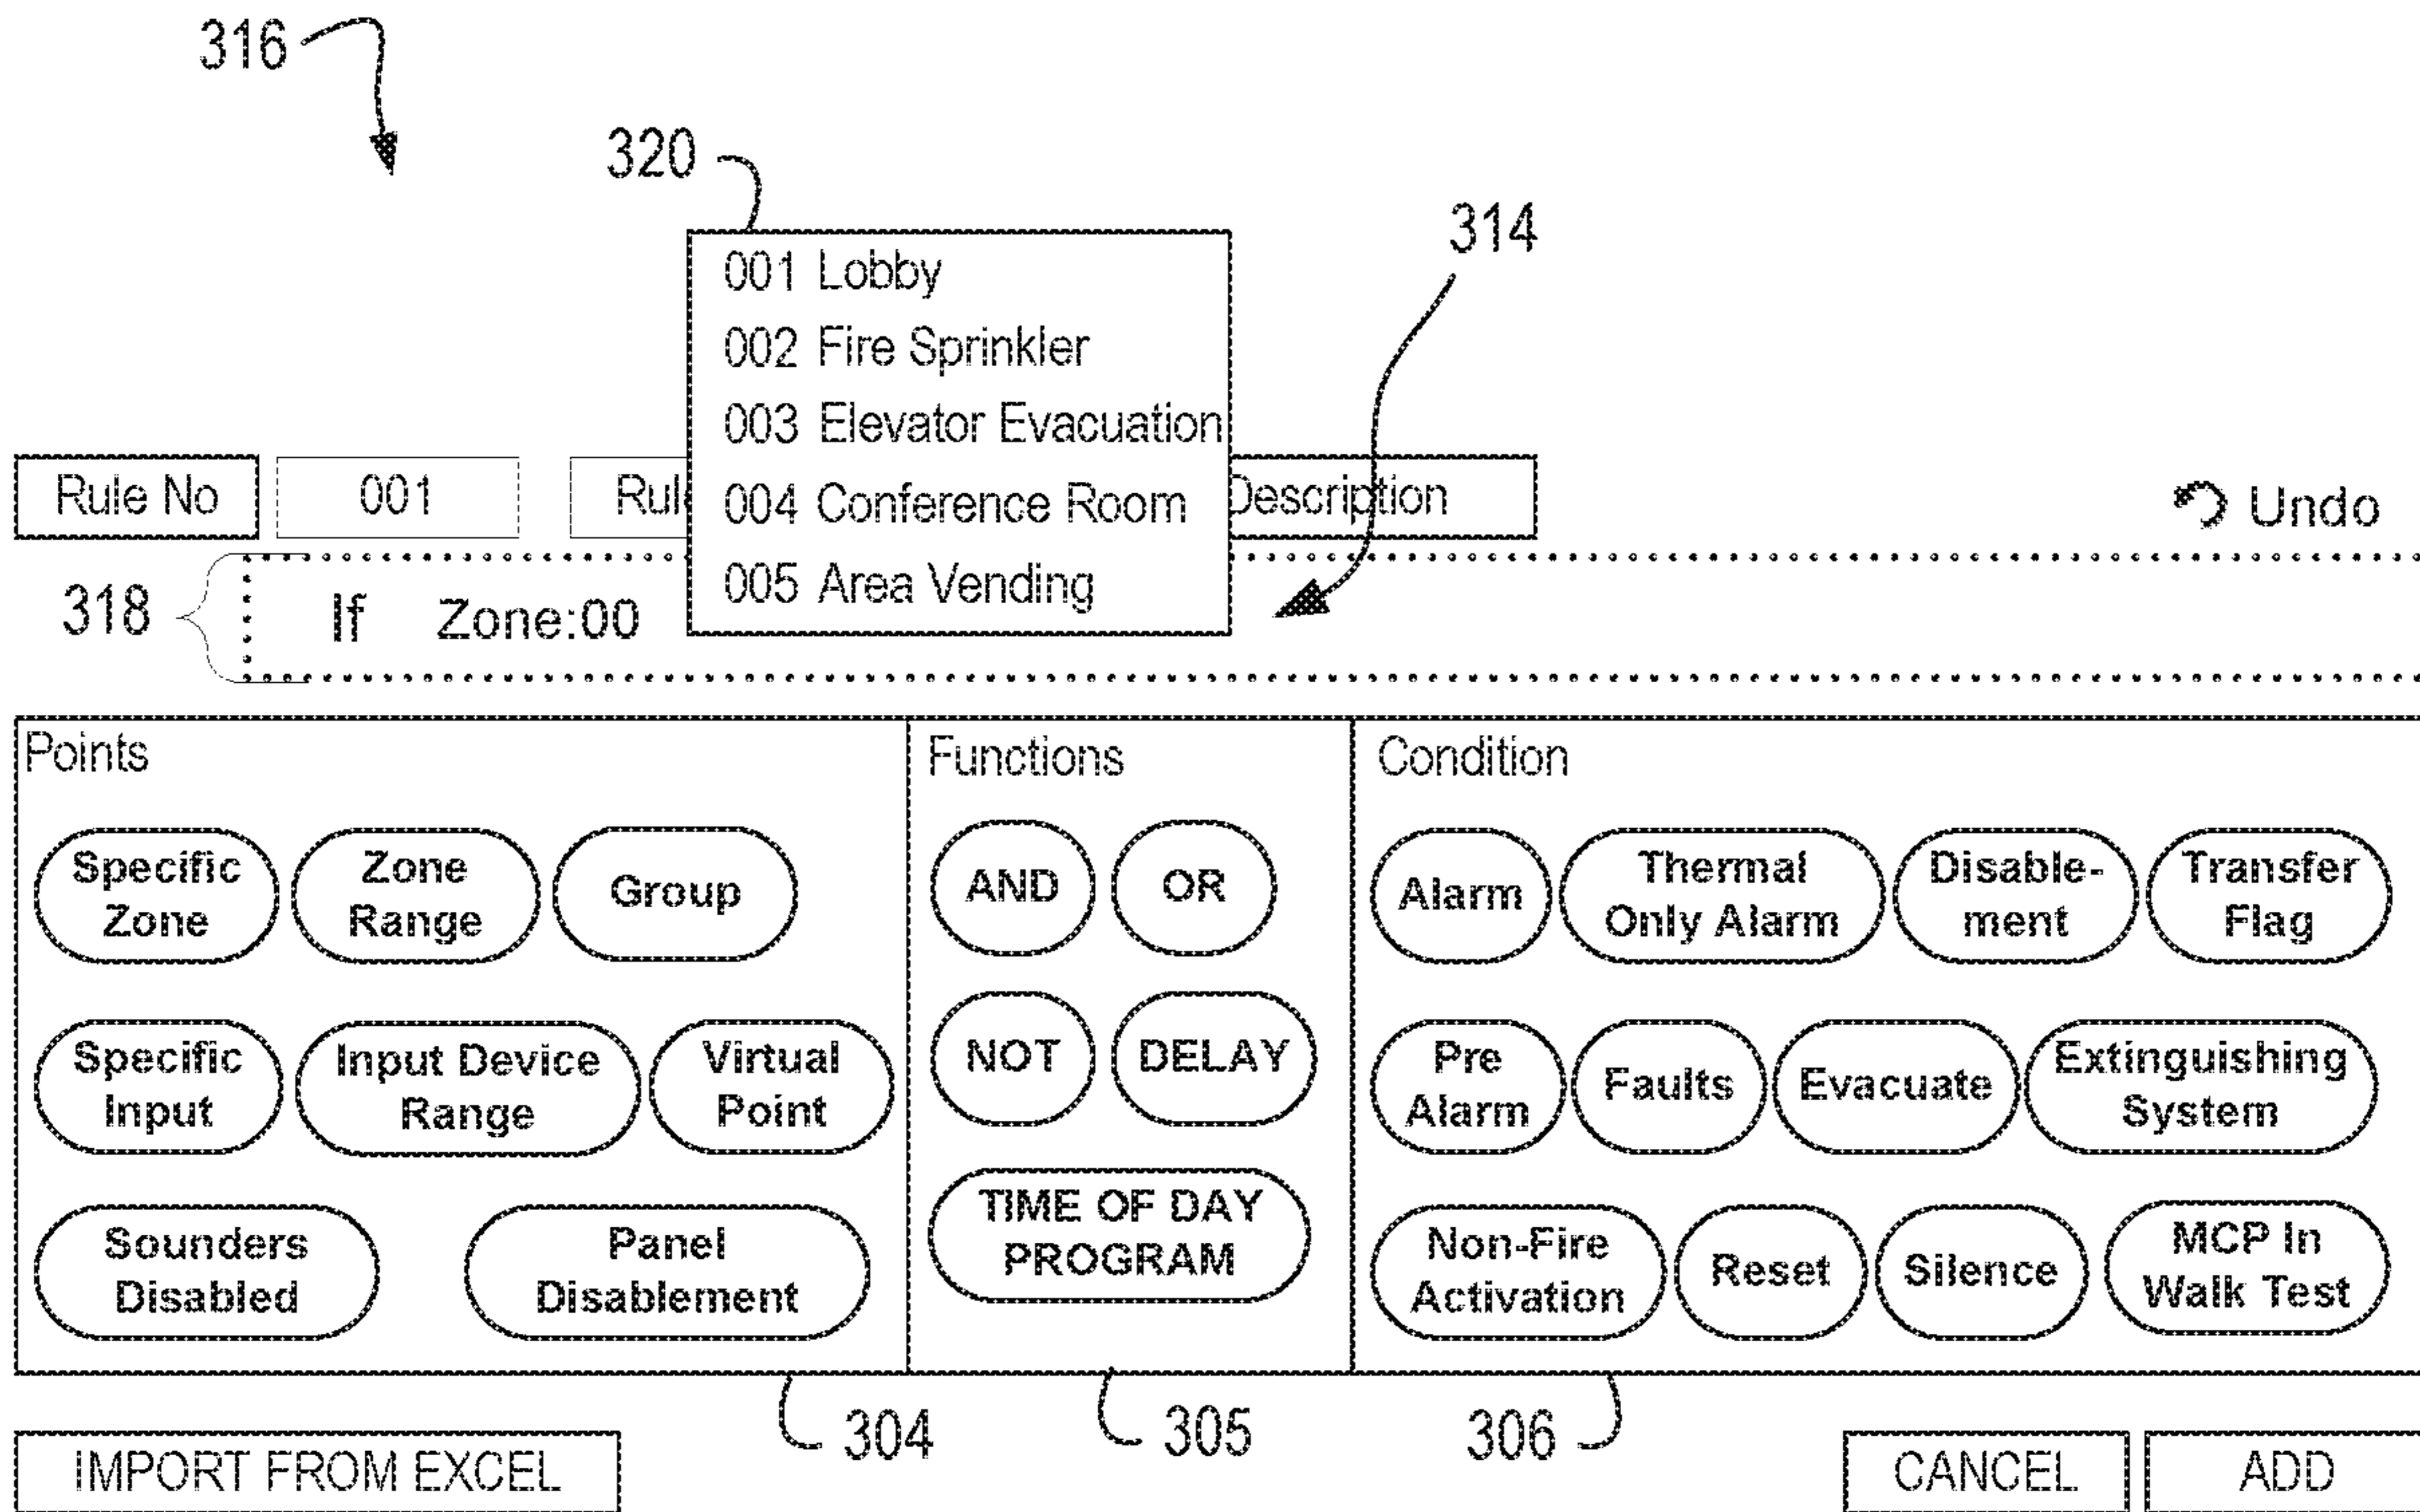 316
320
314
001 Lobby
002 Fire Sprinkler
003 Elevator Evacuation
004 Conference Room
005 Area Vending
Rule No 001 Rul Description Undo
318 If Zone:00
Points Functions Condition
Specific Zone
Zone Range
Group
AND
OR
Alarm
Thermal Only Alarm
Disable-
ment
Transfer Flag
Specific Input
Input Device Range
Virtual Point
NOT
DELAY
Pre Alarm
Faults
Evacuate
Extinguishing System
Sounders Disabled
Panel Disablement
TIME OF DAY PROGRAM
Non-Fire Activation
Reset
Silence
MCP In Walk Test
304 305 306
IMPORT FROM EXCEL CANCEL ADD